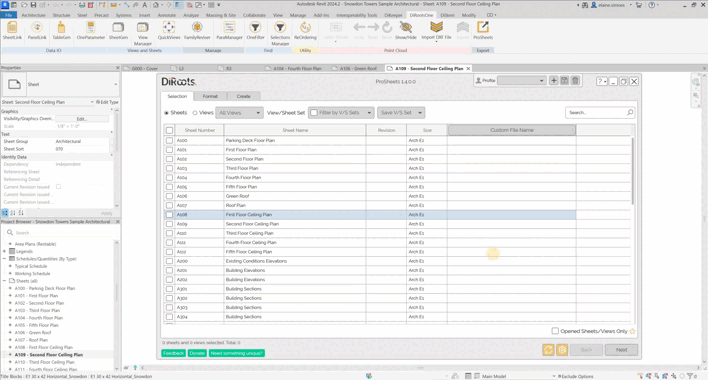 Autodesk Revit 2024.2 - Snowdon Towers Sample Architectural - Sheet: A109 - Second Floor Ceiling Plan
File Architecture Structure Steel Precast Systems Insert Annotate Analyze Massing & Site Collaborate View Manage Add-Ins Interoperability Tools DiRootsOne Modify
SheetLink PanelLink TableGen OneParameter SheetGen View Manager QuickViews FamilyReviser ParaManager OneFilter ReOrdering Show/Hide Import DXF File ProSheets
Data IO Views and Sheets Manage Find Utility Point Cloud Export
Properties
G000 - Cover L3 R3 A104 - Fourth Floor Plan A106 - Green Roof A109 - Second Floor Ceiling Plan
Sheet
Sheet: Second Floor Ceiling Plan Edit Type
Graphics
Visibility/Graphics Overri... Edit...
Scale 1/8" = 1'-0"
Text
Sheet Group Architectural
Sheet Sort 070
Identity Data
Dependency Independent
Referencing Sheet
Referencing Detail
Current Revision Issued
Apply
Project Browser - Snowdon Towers Sample Architectural
Search
Area Plans (Rentable)
Legends
Schedules/Quantities (By Type)
Typical Schedule
Working Schedule
Sheets (all)
A100 - Parking Deck Floor Plan
A101 - First Floor Plan
A102 - Second Floor Plan
A103 - Third Floor Plan
A104 - Fourth Floor Plan
A105 - Fifth Floor Plan
A106 - Green Roof
A107 - Roof Plan
A108 - First Floor Ceiling Plan
A109 - Second Floor Ceiling Plan
A110 - Third Floor Ceiling Plan
A111 - Fourth Floor Ceiling Plan
DiRoots ProSheets 1.4.0.0 Profile
Selection Format Create
Sheets Views All Views View/Sheet Set Filter by V/S Sets Save V/S Set Search...
Sheet Number Sheet Name Revision Size Custom File Name
A100 Parking Deck Floor Plan Arch E1
A101 First Floor Plan Arch E1
A102 Second Floor Plan Arch E1
A103 Third Floor Plan Arch E1
A104 Fourth Floor Plan Arch E1
A105 Fifth Floor Plan Arch E1
A106 Green Roof Arch E1
A107 Roof Plan Arch E1
A108 First Floor Ceiling Plan Arch E1
A109 Second Floor Ceiling Plan Arch E1
A110 Third Floor Ceiling Plan Arch E1
A111 Fourth Floor Ceiling Plan Arch E1
A112 Fifth Floor Ceiling Plan Arch E1
A200 Existing Conditions Elevations Arch E1
A201 Building Elevations Arch E1
A202 Building Elevations Arch E1
A301 Building Sections Arch E1
A302 Building Sections Arch E1
A303 Building Sections Arch E1
A304 Building Sections Arch E1
Opened Sheets/Views Only
0 sheets and 0 views selected. Total: 0
Feedback Donate Need something unique? Next
Title Blocks : E1 30 x 42 Horizontal_Snowdon : E1 30x42 Horizontal_Snowdon Main Model Exclude Options